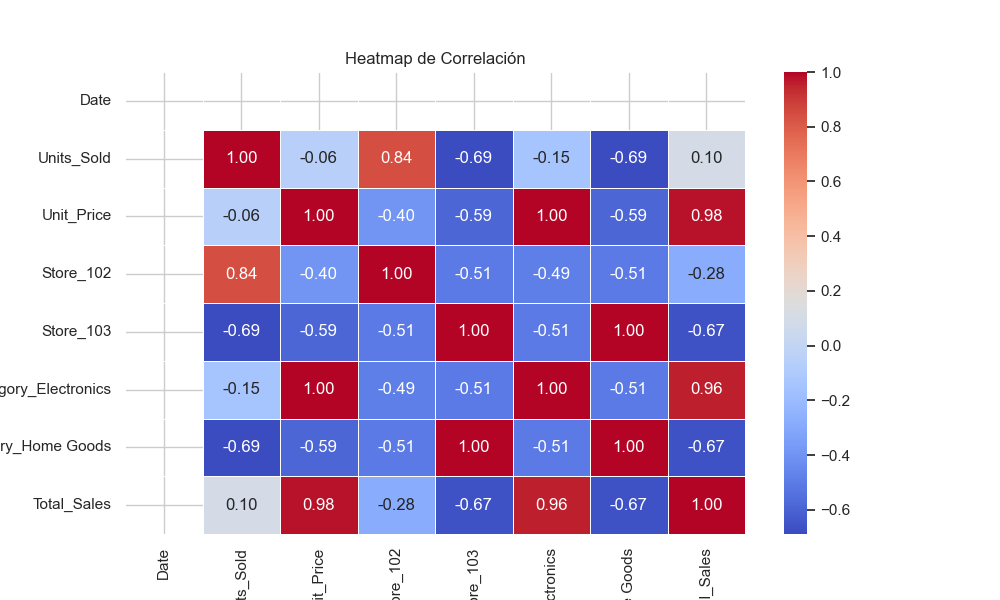 Heatmap de Correlación
Date
Units_Sold 1.00 -0.06 0.84 -0.69 -0.15 -0.69 0.10
Unit_Price -0.06 1.00 -0.40 -0.59 1.00 -0.59 0.98
Store_102 0.84 -0.40 1.00 -0.51 -0.49 -0.51 -0.28
Store_103 -0.69 -0.59 -0.51 1.00 -0.51 1.00 -0.67
gory_Electronics -0.15 1.00 -0.49 -0.51 1.00 -0.51 0.96
ry_Home Goods -0.69 -0.59 -0.51 1.00 -0.51 1.00 -0.67
Total_Sales 0.10 0.98 -0.28 -0.67 0.96 -0.67 1.00
Date
ts_Sold
it_Price
ore_102
ore_103
ctronics
e Goods
l_Sales
1.0
0.8
0.6
0.4
0.2
0.0
−0.2
−0.4
−0.6